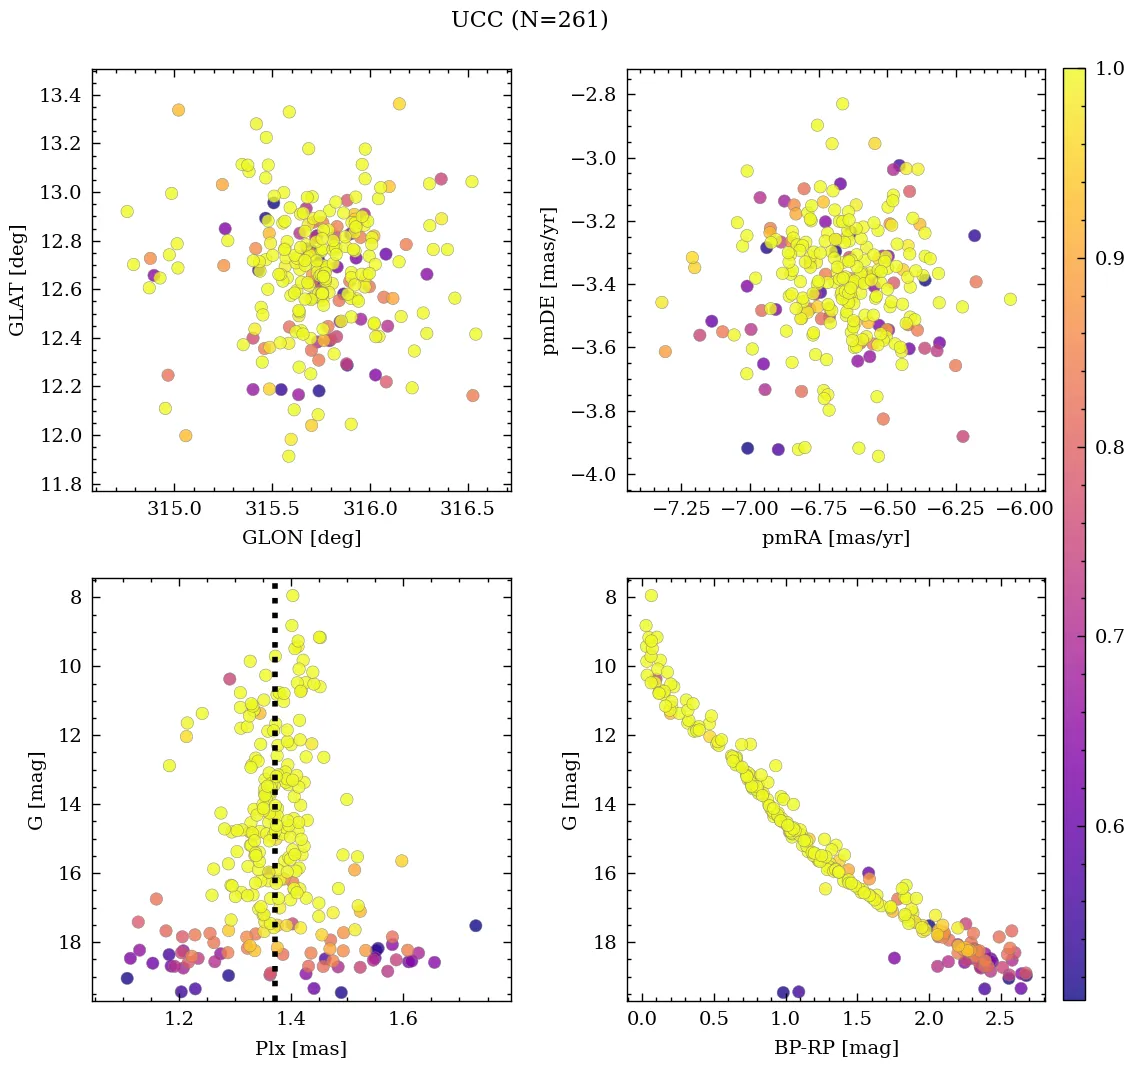 UCC (N=261)
13.4
13.2
13.0
12.8
12.6
12.4
12.2
12.0
11.8
GLAT [deg]
315.0 315.5 316.0 316.5
GLON [deg]
−2.8
−3.0
−3.2
−3.4
−3.6
−3.8
−4.0
pmDE [mas/yr]
−7.25 −7.00 −6.75 −6.50 −6.25 −6.00
pmRA [mas/yr]
1.0
0.9
0.8
0.7
0.6
8
10
12
14
16
18
G [mag]
1.2 1.4 1.6
Plx [mas]
8
10
12
14
16
18
G [mag]
0.0 0.5 1.0 1.5 2.0 2.5
BP-RP [mag]